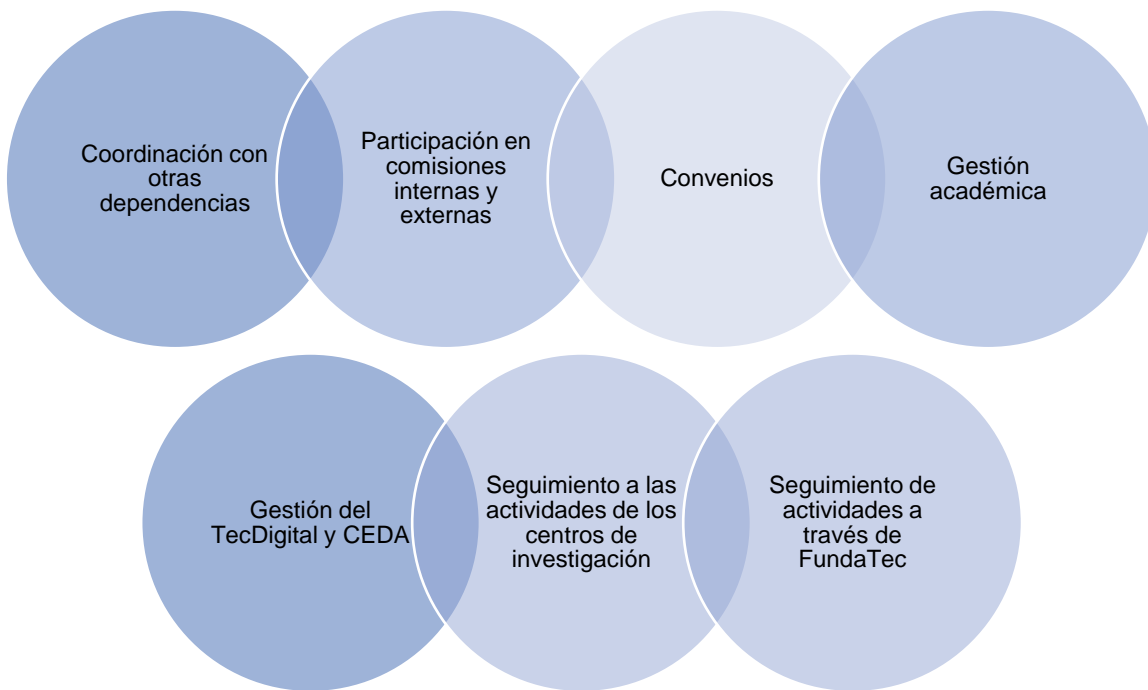 Coordinación con
otras
dependencias
Participación en
comisiones
internas y
externas
Convenios
Gestión
académica
Gestión del
TecDigital y CEDA
Seguimiento a las
actividades de los
centros de
investigación
Seguimiento de
actividades a
través de
FundaTec